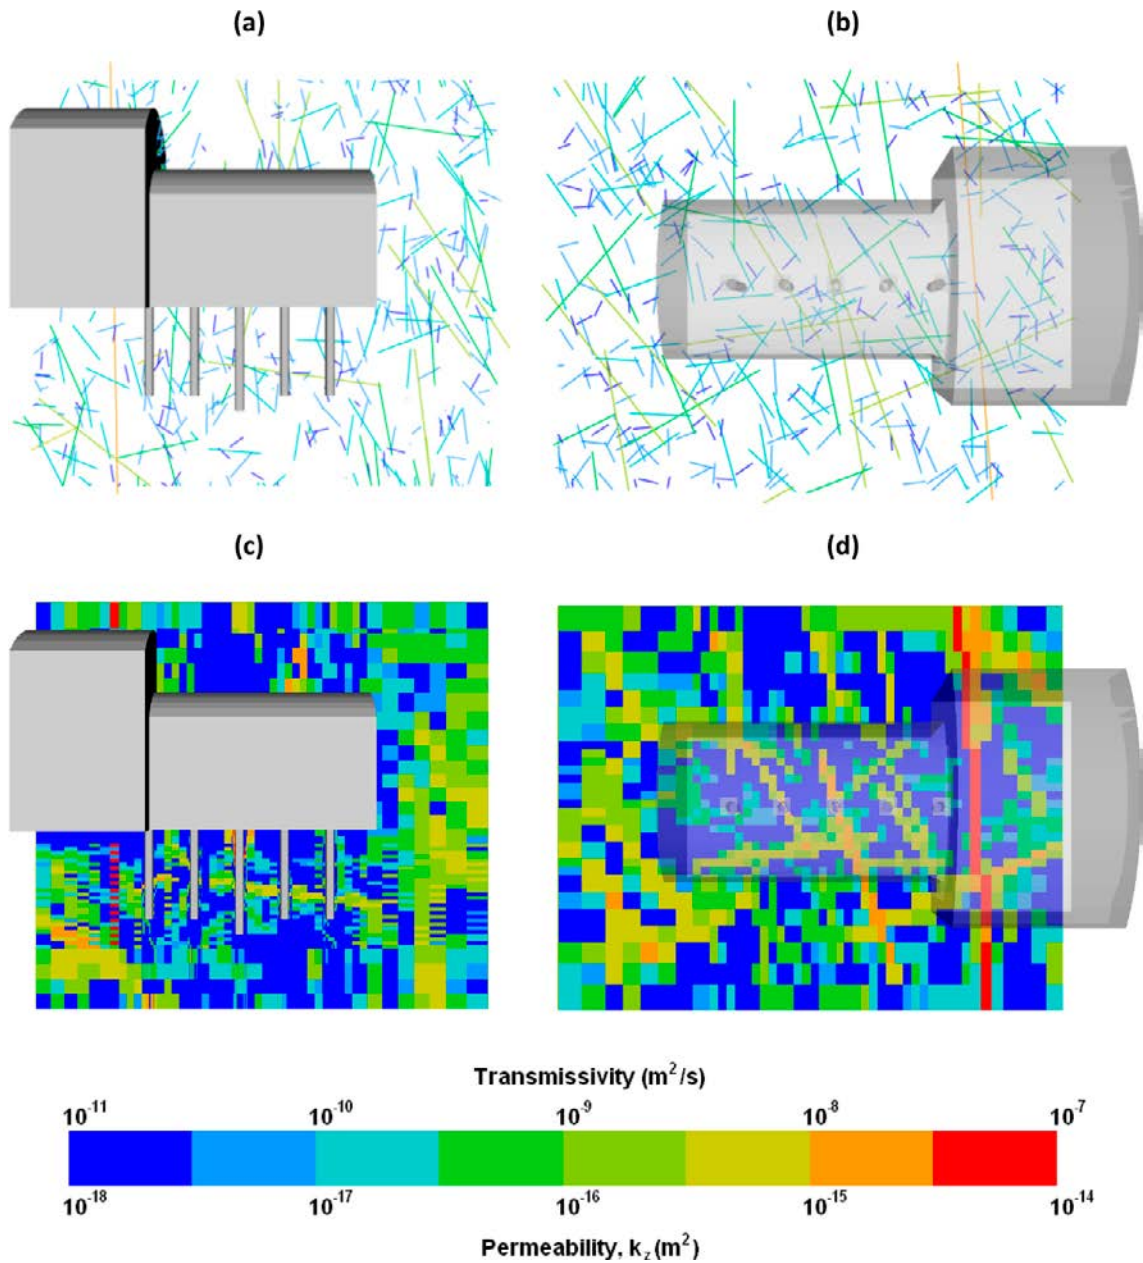 (a) (b)
(c) (d)
Transmissivity (m²/s)
10⁻¹¹ 10⁻¹⁰ 10⁻⁹ 10⁻⁸ 10⁻⁷
10⁻¹⁸ 10⁻¹⁷ 10⁻¹⁶ 10⁻¹⁵ 10⁻¹⁴
Permeability, k_z (m²)